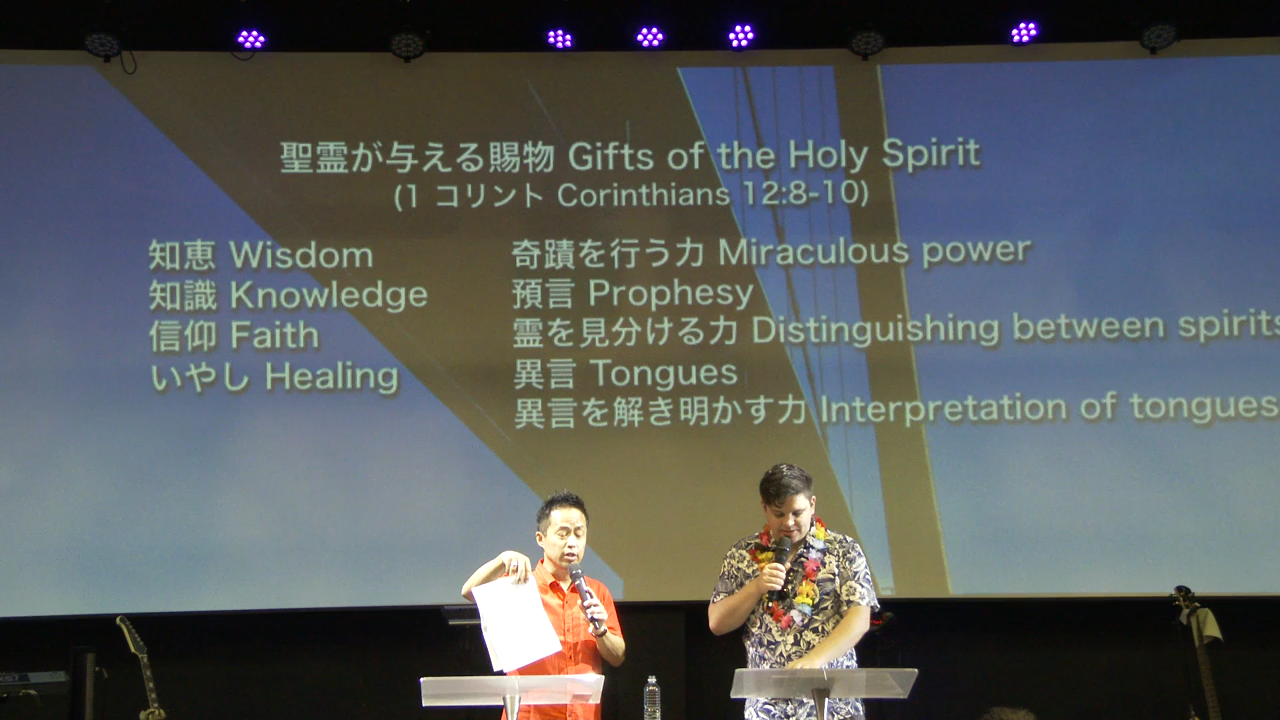 聖霊が与える賜物 Gifts of the Holy Spirit
(1 コリント Corinthians 12:8-10)
知恵 Wisdom
知識 Knowledge
信仰 Faith
いやし Healing
奇蹟を行う力 Miraculous power
預言 Prophesy
霊を見分ける力 Distinguishing between spirits
異言 Tongues
異言を解き明かす力 Interpretation of tongues